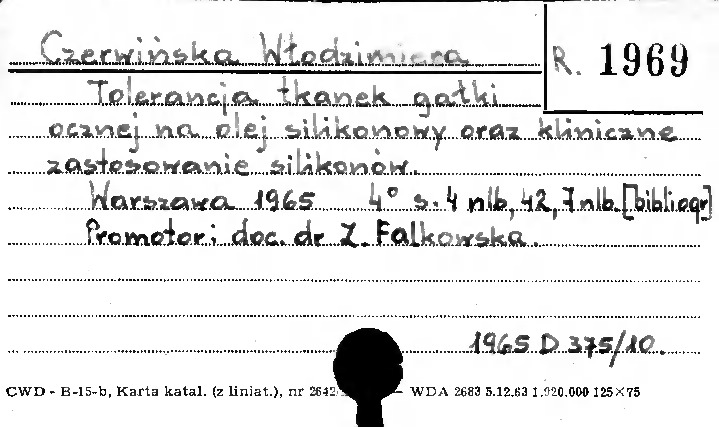 Czerwińska Włodzimiera R. 1969
Tolerancja tkanek gałki
ocznej na olej silikonowy oraz kliniczne
zastosowanie silikonów.
Warszawa 1965 4° s. 4 nlb, 42, 7 nlb. [bibliogr]
Promotor: doc. dr Z. Falkowska.
1965 D 375/10.
CWD - B-15-b, Karta katal. (z liniat.), nr 2642 — WDA 2683 5.12.63 1.920.000 125×75